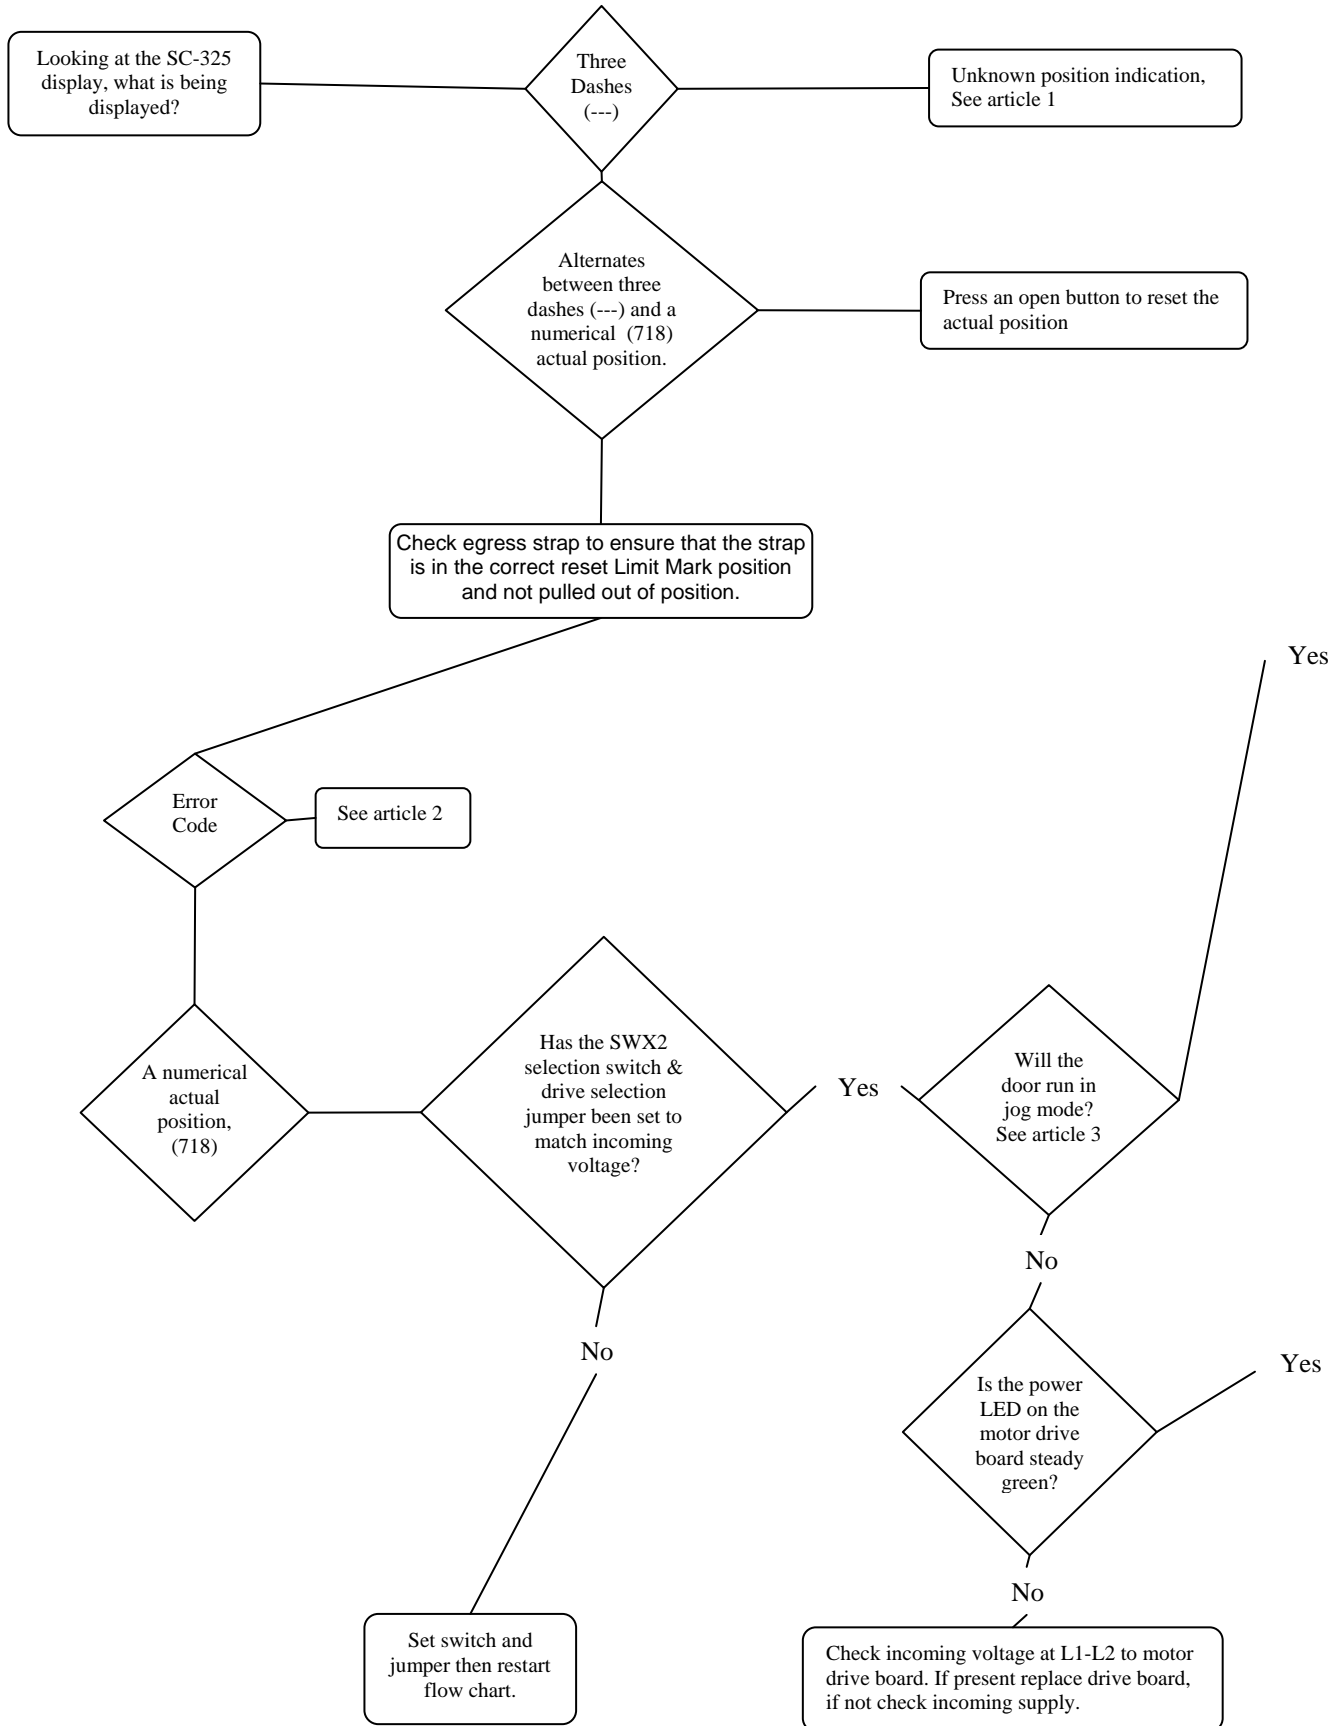 Looking at the SC-325
display, what is being
displayed?
Three
Dashes
(---)
Unknown position indication,
See article 1
Alternates
between three
dashes (---) and a
numerical (718)
actual position.
Press an open button to reset the
actual position
Check egress strap to ensure that the strap
is in the correct reset Limit Mark position
and not pulled out of position.
Yes
Error
Code
See article 2
A numerical
actual
position,
(718)
Has the SWX2
selection switch &
drive selection
jumper been set to
match incoming
voltage?
Yes
Will the
door run in
jog mode?
See article 3
No
No
Is the power
LED on the
motor drive
board steady
green?
Yes
No
Set switch and
jumper then restart
flow chart.
Check incoming voltage at L1-L2 to motor
drive board. If present replace drive board,
if not check incoming supply.